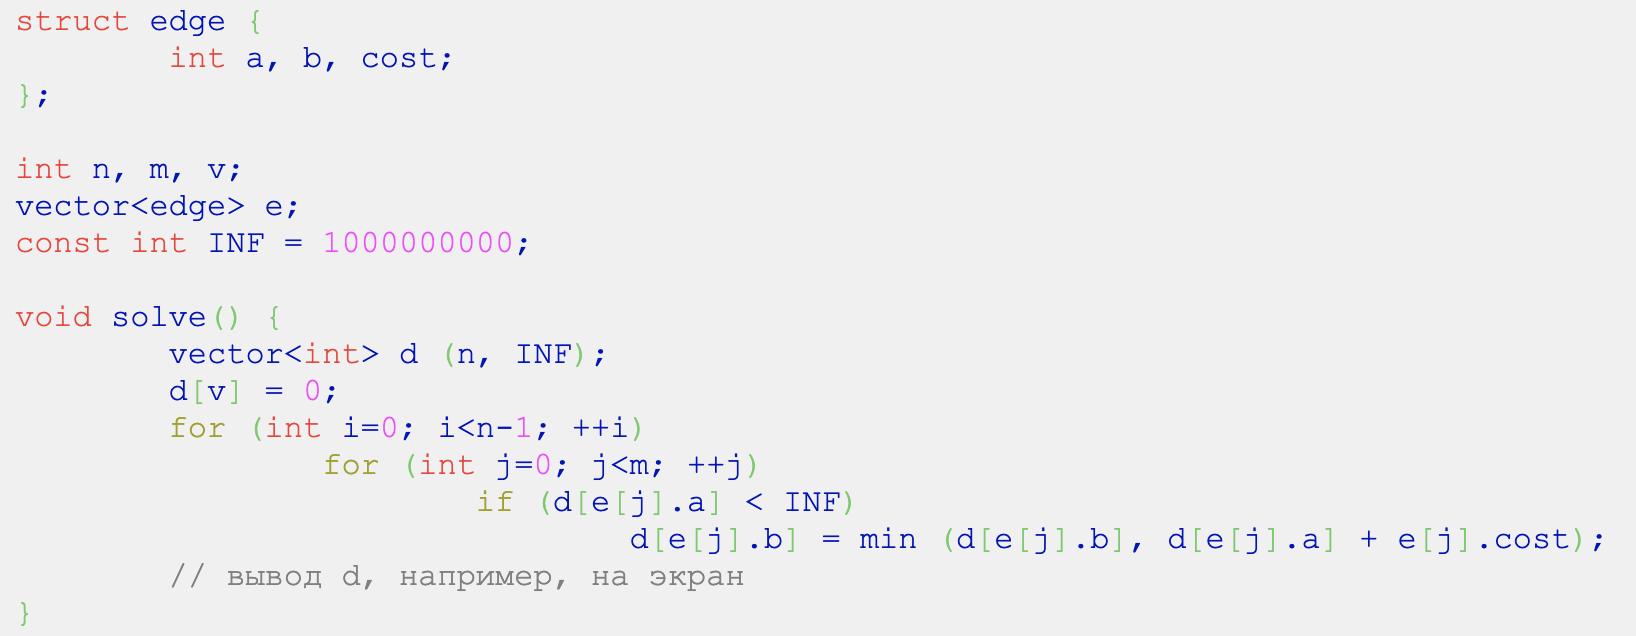 struct edge {
	int a, b, cost;
};

int n, m, v;
vector<edge> e;
const int INF = 1000000000;

void solve() {
	vector<int> d (n, INF);
	d[v] = 0;
	for (int i=0; i<n-1; ++i)
		for (int j=0; j<m; ++j)
			if (d[e[j].a] < INF)
				d[e[j].b] = min (d[e[j].b], d[e[j].a] + e[j].cost);
	// вывод d, например, на экран
}